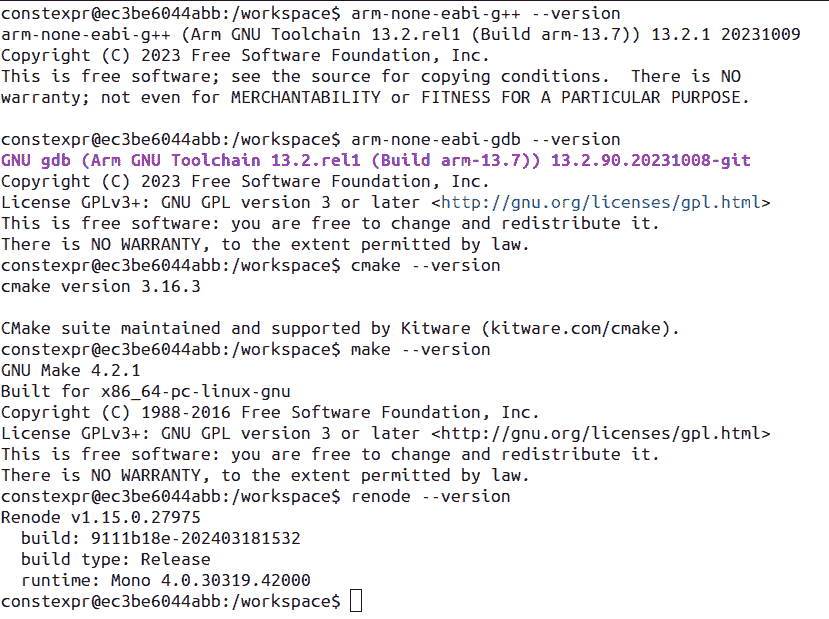 constexpr@ec3be6044abb:/workspace$ arm-none-eabi-g++ --version
arm-none-eabi-g++ (Arm GNU Toolchain 13.2.rel1 (Build arm-13.7)) 13.2.1 20231009
Copyright (C) 2023 Free Software Foundation, Inc.
This is free software; see the source for copying conditions.  There is NO
warranty; not even for MERCHANTABILITY or FITNESS FOR A PARTICULAR PURPOSE.

constexpr@ec3be6044abb:/workspace$ arm-none-eabi-gdb --version
GNU gdb (Arm GNU Toolchain 13.2.rel1 (Build arm-13.7)) 13.2.90.20231008-git
Copyright (C) 2023 Free Software Foundation, Inc.
License GPLv3+: GNU GPL version 3 or later <http://gnu.org/licenses/gpl.html>
This is free software: you are free to change and redistribute it.
There is NO WARRANTY, to the extent permitted by law.
constexpr@ec3be6044abb:/workspace$ cmake --version
cmake version 3.16.3

CMake suite maintained and supported by Kitware (kitware.com/cmake).
constexpr@ec3be6044abb:/workspace$ make --version
GNU Make 4.2.1
Built for x86_64-pc-linux-gnu
Copyright (C) 1988-2016 Free Software Foundation, Inc.
License GPLv3+: GNU GPL version 3 or later <http://gnu.org/licenses/gpl.html>
This is free software: you are free to change and redistribute it.
There is NO WARRANTY, to the extent permitted by law.
constexpr@ec3be6044abb:/workspace$ renode --version
Renode v1.15.0.27975
  build: 9111b18e-202403181532
  build type: Release
  runtime: Mono 4.0.30319.42000
constexpr@ec3be6044abb:/workspace$